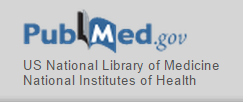 PubMed.gov
US National Library of Medicine
National Institutes of Health